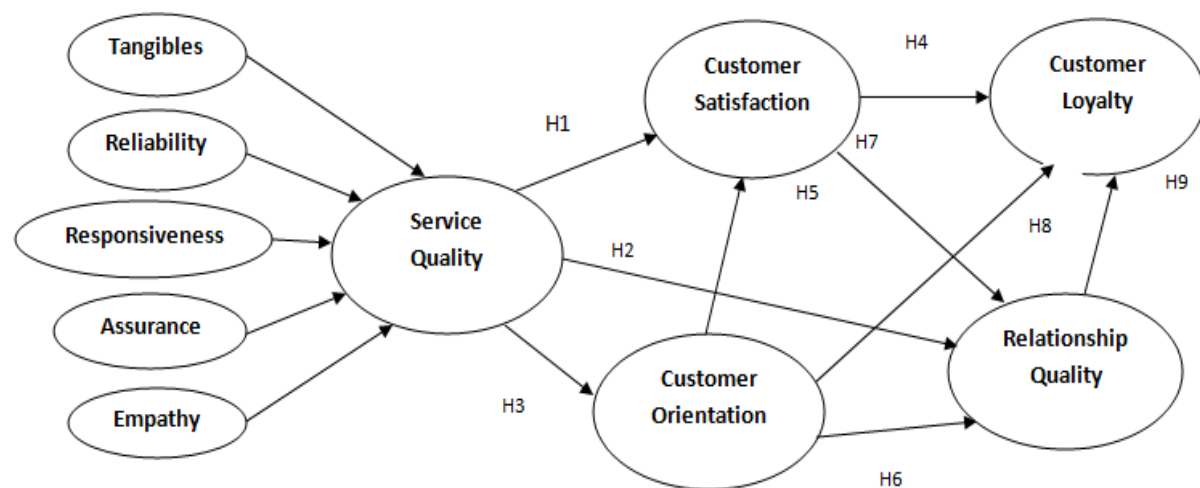 Tangibles
Reliability
Responsiveness
Assurance
Empathy
Service
Quality
H1
H2
H3
Customer
Satisfaction
H4
H7
H5
Customer
Loyalty
H9
H8
Customer
Orientation
H6
Relationship
Quality